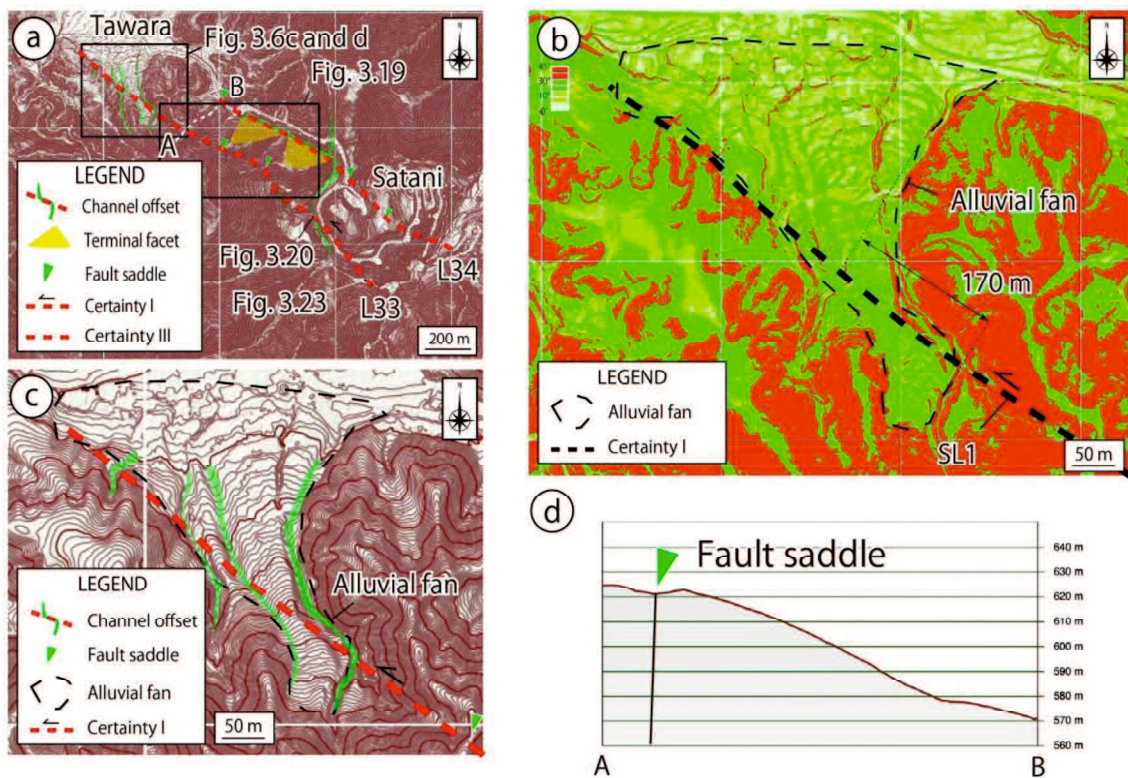 a
Tawara
Fig. 3.6c and d
B
Fig. 3.19
N
A
LEGEND
Channel offset
Terminal facet
Fault saddle
Certainty I
Certainty III
Satani
Fig. 3.20
Fig. 3.23
L34
L33
200 m
b
N
Alluvial fan
170 m
SL1
LEGEND
Alluvial fan
Certainty I
50 m
c
N
Alluvial fan
LEGEND
Channel offset
Fault saddle
Alluvial fan
Certainty I
50 m
d
Fault saddle
640 m
630 m
620 m
610 m
600 m
590 m
580 m
570 m
560 m
A
B